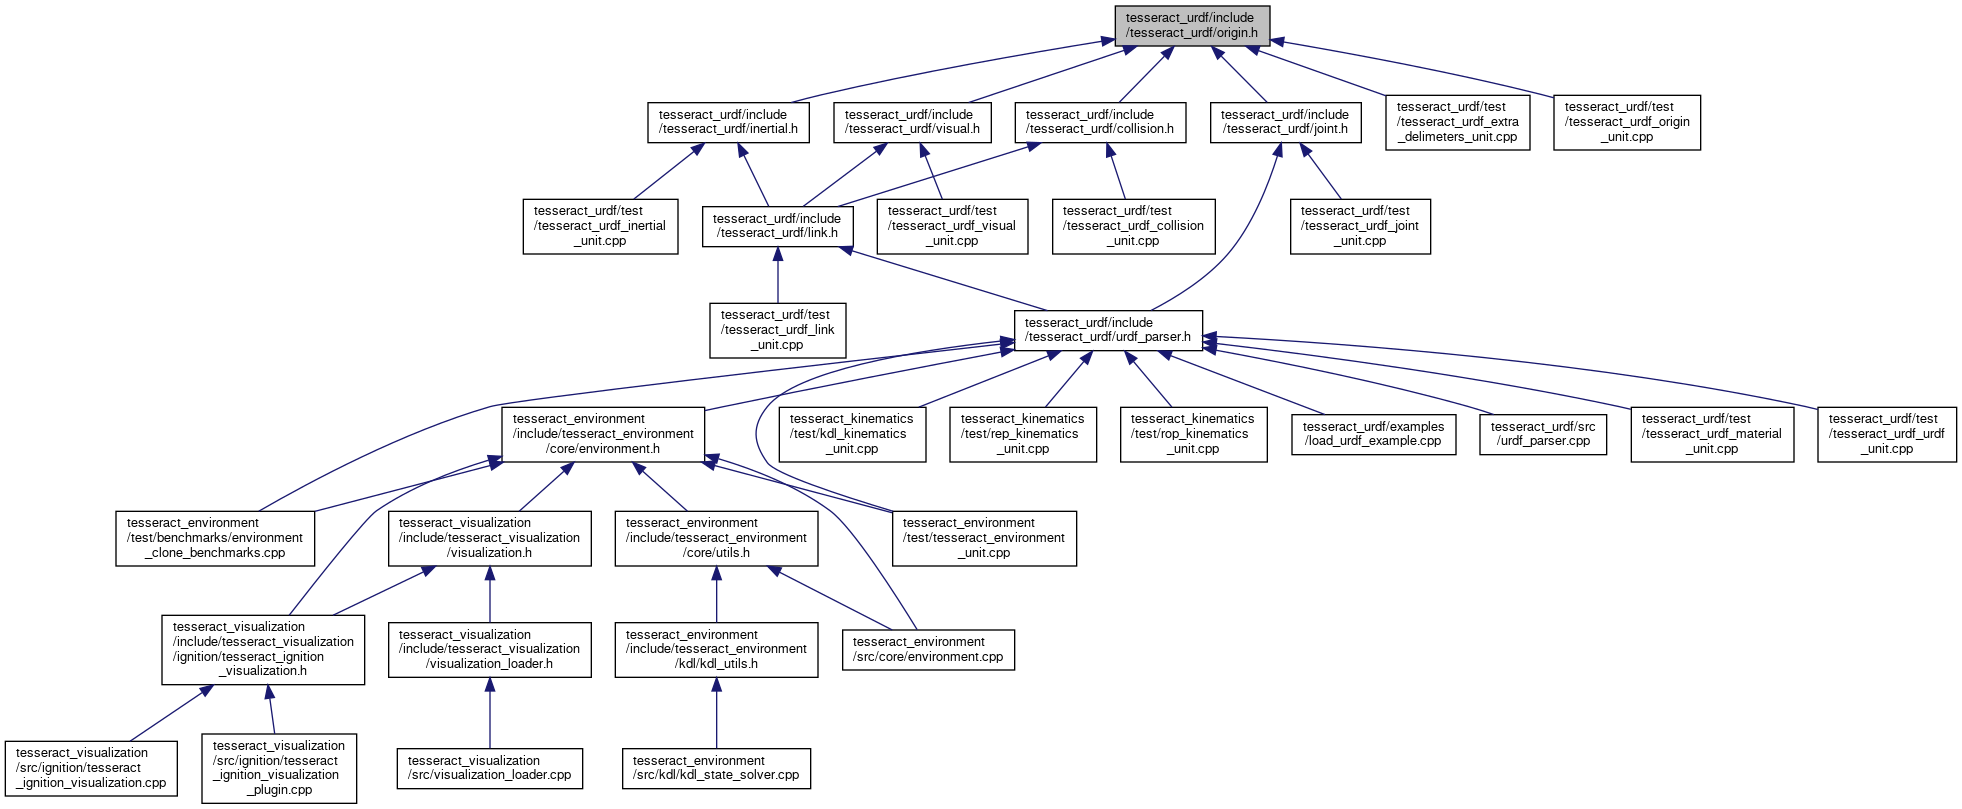 tesseract_urdf/include
/tesseract_urdf/origin.h
tesseract_urdf/include
/tesseract_urdf/inertial.h
tesseract_urdf/include
/tesseract_urdf/visual.h
tesseract_urdf/include
/tesseract_urdf/collision.h
tesseract_urdf/include
/tesseract_urdf/joint.h
tesseract_urdf/test
/tesseract_urdf_extra
_delimeters_unit.cpp
tesseract_urdf/test
/tesseract_urdf_origin
_unit.cpp
tesseract_urdf/test
/tesseract_urdf_inertial
_unit.cpp
tesseract_urdf/include
/tesseract_urdf/link.h
tesseract_urdf/test
/tesseract_urdf_visual
_unit.cpp
tesseract_urdf/test
/tesseract_urdf_collision
_unit.cpp
tesseract_urdf/test
/tesseract_urdf_joint
_unit.cpp
tesseract_urdf/test
/tesseract_urdf_link
_unit.cpp
tesseract_urdf/include
/tesseract_urdf/urdf_parser.h
tesseract_environment
/include/tesseract_environment
/core/environment.h
tesseract_kinematics
/test/kdl_kinematics
_unit.cpp
tesseract_kinematics
/test/rep_kinematics
_unit.cpp
tesseract_kinematics
/test/rop_kinematics
_unit.cpp
tesseract_urdf/examples
/load_urdf_example.cpp
tesseract_urdf/src
/urdf_parser.cpp
tesseract_urdf/test
/tesseract_urdf_material
_unit.cpp
tesseract_urdf/test
/tesseract_urdf_urdf
_unit.cpp
tesseract_environment
/test/benchmarks/environment
_clone_benchmarks.cpp
tesseract_visualization
/include/tesseract_visualization
/visualization.h
tesseract_environment
/include/tesseract_environment
/core/utils.h
tesseract_environment
/test/tesseract_environment
_unit.cpp
tesseract_visualization
/include/tesseract_visualization
/ignition/tesseract_ignition
_visualization.h
tesseract_visualization
/include/tesseract_visualization
/visualization_loader.h
tesseract_environment
/include/tesseract_environment
/kdl/kdl_utils.h
tesseract_environment
/src/core/environment.cpp
tesseract_visualization
/src/ignition/tesseract
_ignition_visualization.cpp
tesseract_visualization
/src/ignition/tesseract
_ignition_visualization
_plugin.cpp
tesseract_visualization
/src/visualization_loader.cpp
tesseract_environment
/src/kdl/kdl_state_solver.cpp